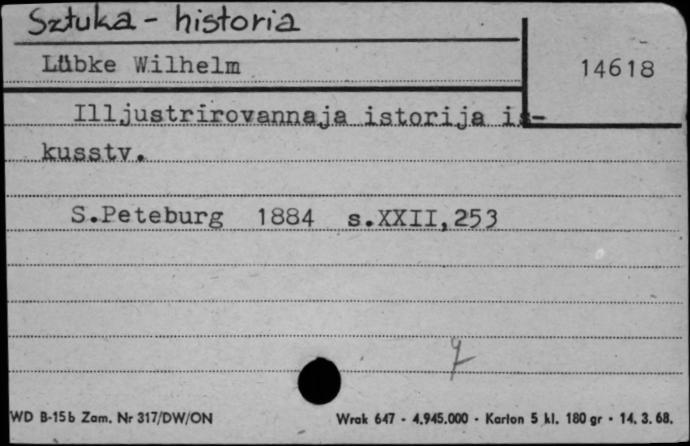 Sztuka - historia
Lübke Wilhelm
14618
Illjustrirovannaja istorija is-
kusstv.
S.Peteburg 1884 s.XXII,253
7
WD B-15b Zam. Nr 317/DW/ON
Wrak 647 - 4.945.000 - Karton 5 kl. 180 gr - 14. 3. 68.